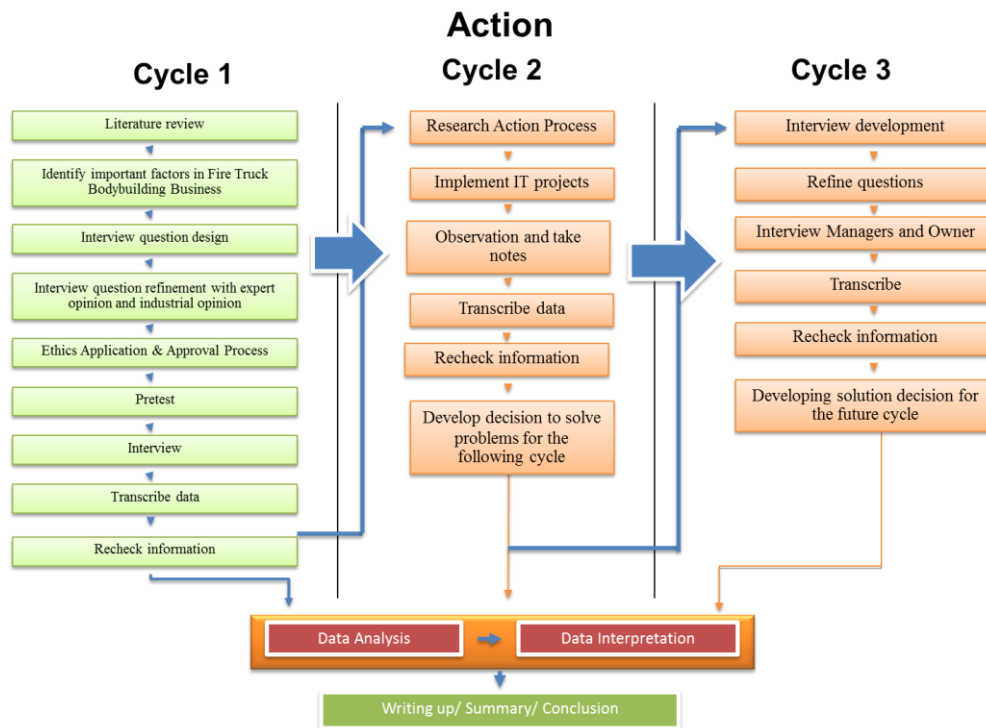 Action
Cycle 1
Cycle 2
Cycle 3
Literature review
Identify important factors in Fire Truck
Bodybuilding Business
Interview question design
Interview question refinement with expert
opinion and industrial opinion
Ethics Application & Approval Process
Pretest
Interview
Transcribe data
Recheck information
Research Action Process
Implement IT projects
Observation and take
notes
Transcribe data
Recheck information
Develop decision to solve
problems for the
following cycle
Interview development
Refine questions
Interview Managers and Owner
Transcribe
Recheck information
Developing solution decision for
the future cycle
Data Analysis
Data Interpretation
Writing up/ Summary/ Conclusion